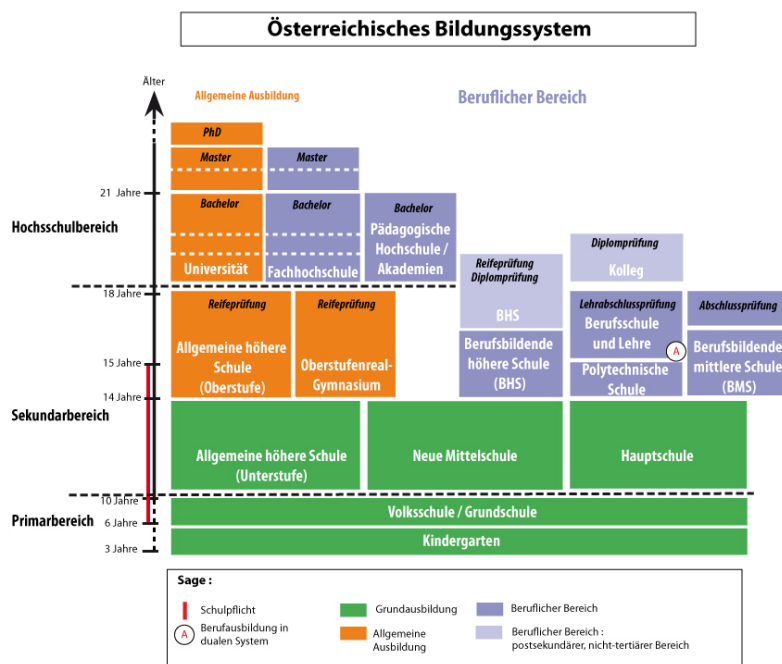 Österreichisches Bildungssystem
Älter
Allgemeine Ausbildung
Beruflicher Bereich
PhD
Master
Master
21 Jahre
Bachelor
Bachelor
Bachelor
Hochsschulbereich
Pädagogische
Hochschule /
Akademien
Universität
Fachhochschule
Reifeprüfung
Diplomprüfung
BHS
Diplomprüfung
Kolleg
18 Jahre
Reifeprüfung
Allgemeine höhere
Schule
(Oberstufe)
Reifeprüfung
Oberstufenreal-
Gymnasium
Berufsbildende
höhere Schule
(BHS)
Lehrabschlussprüfung
Berufsschule
und Lehre
A
Polytechnische
Schule
Abschlussprüfung
Berufsbildende
mittlere Schule
(BMS)
15 Jahre
14 Jahre
Sekundarbereich
Allgemeine höhere Schule
(Unterstufe)
Neue Mittelschule
Hauptschule
10 Jahre
Primarbereich
6 Jahre
Volksschule / Grundschule
3 Jahre
Kindergarten
Sage :
Schulpflicht
A
Berufausbildung in
dualen System
Grundausbildung
Allgemeine
Ausbildung
Beruflicher Bereich
Beruflicher Bereich :
postsekundärer, nicht-tertiärer Bereich